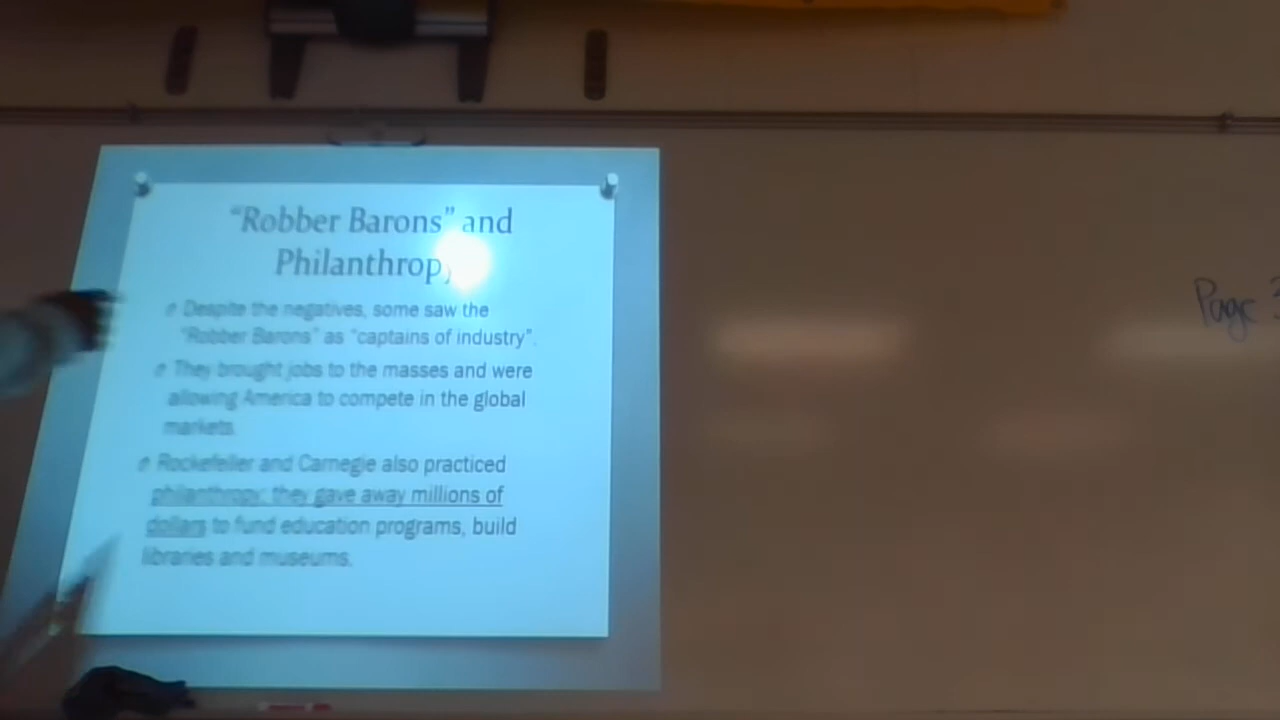 "Robber Barons" and
Philanthropy
Despite the negatives, some saw the
"Robber Barons" as "captains of industry".
They brought jobs to the masses and were
allowing America to compete in the global
markets.
Rockefeller and Carnegie also practiced
philanthropy; they gave away millions of
dollars to fund education programs, build
libraries and museums.
Page